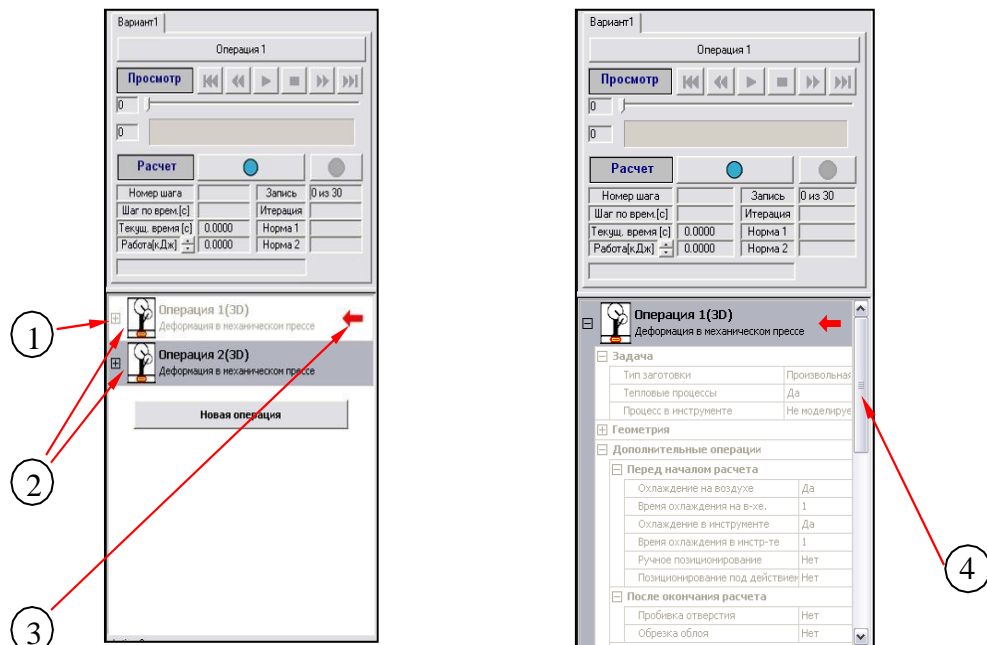 Вариант1
Операция 1
Просмотр
0
0
Расчет
Номер шага Запись 0 из 30
Шаг по врем.[с] Итерация
Текущ. время [с] 0.0000 Норма 1
Работа[кДж] 0.0000 Норма 2
Операция 1(3D)
Деформация в механическом прессе
Операция 2(3D)
Деформация в механическом прессе
Новая операция
1
2
3
Вариант1
Операция 1
Просмотр
0
0
Расчет
Номер шага Запись 0 из 30
Шаг по врем.[с] Итерация
Текущ. время [с] 0.0000 Норма 1
Работа[кДж] 0.0000 Норма 2
Операция 1(3D)
Деформация в механическом прессе
Задача
Тип заготовки Произвольная
Тепловые процессы Да
Процесс в инструменте Не моделируе
Геометрия
Дополнительные операции
Перед началом расчета
Охлаждение на воздухе Да
Время охлаждения на в-хе. 1
Охлаждение в инструменте Да
Время охлаждения в инстр-те 1
Ручное позиционирование Нет
Позиционирование под действием Нет
После окончания расчета
Пробивка отверстия Нет
Обрезка облоя Нет
4